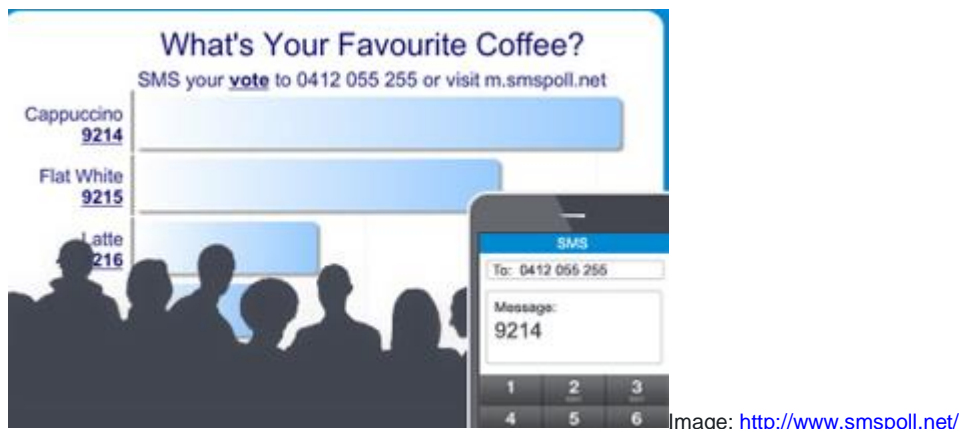 What's Your Favourite Coffee?
SMS your vote to 0412 055 255 or visit m.smspoll.net
Cappuccino
9214
Flat White
9215
Latte
216
SMS
To: 0412 055 255
Message:
9214
1 2 3
4 5 6
Image: http://www.smspoll.net/